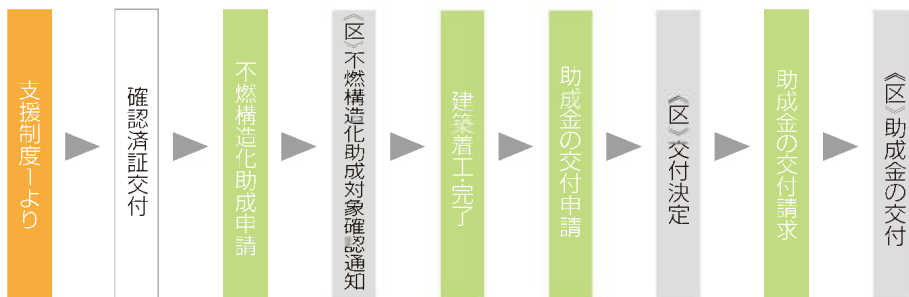 支援制度1より
確認済証交付
不燃構造化助成申請
《区》不燃構造化助成対象確認通知
建築着工・完了
助成金の交付申請
《区》交付決定
助成金の交付請求
《区》助成金の交付